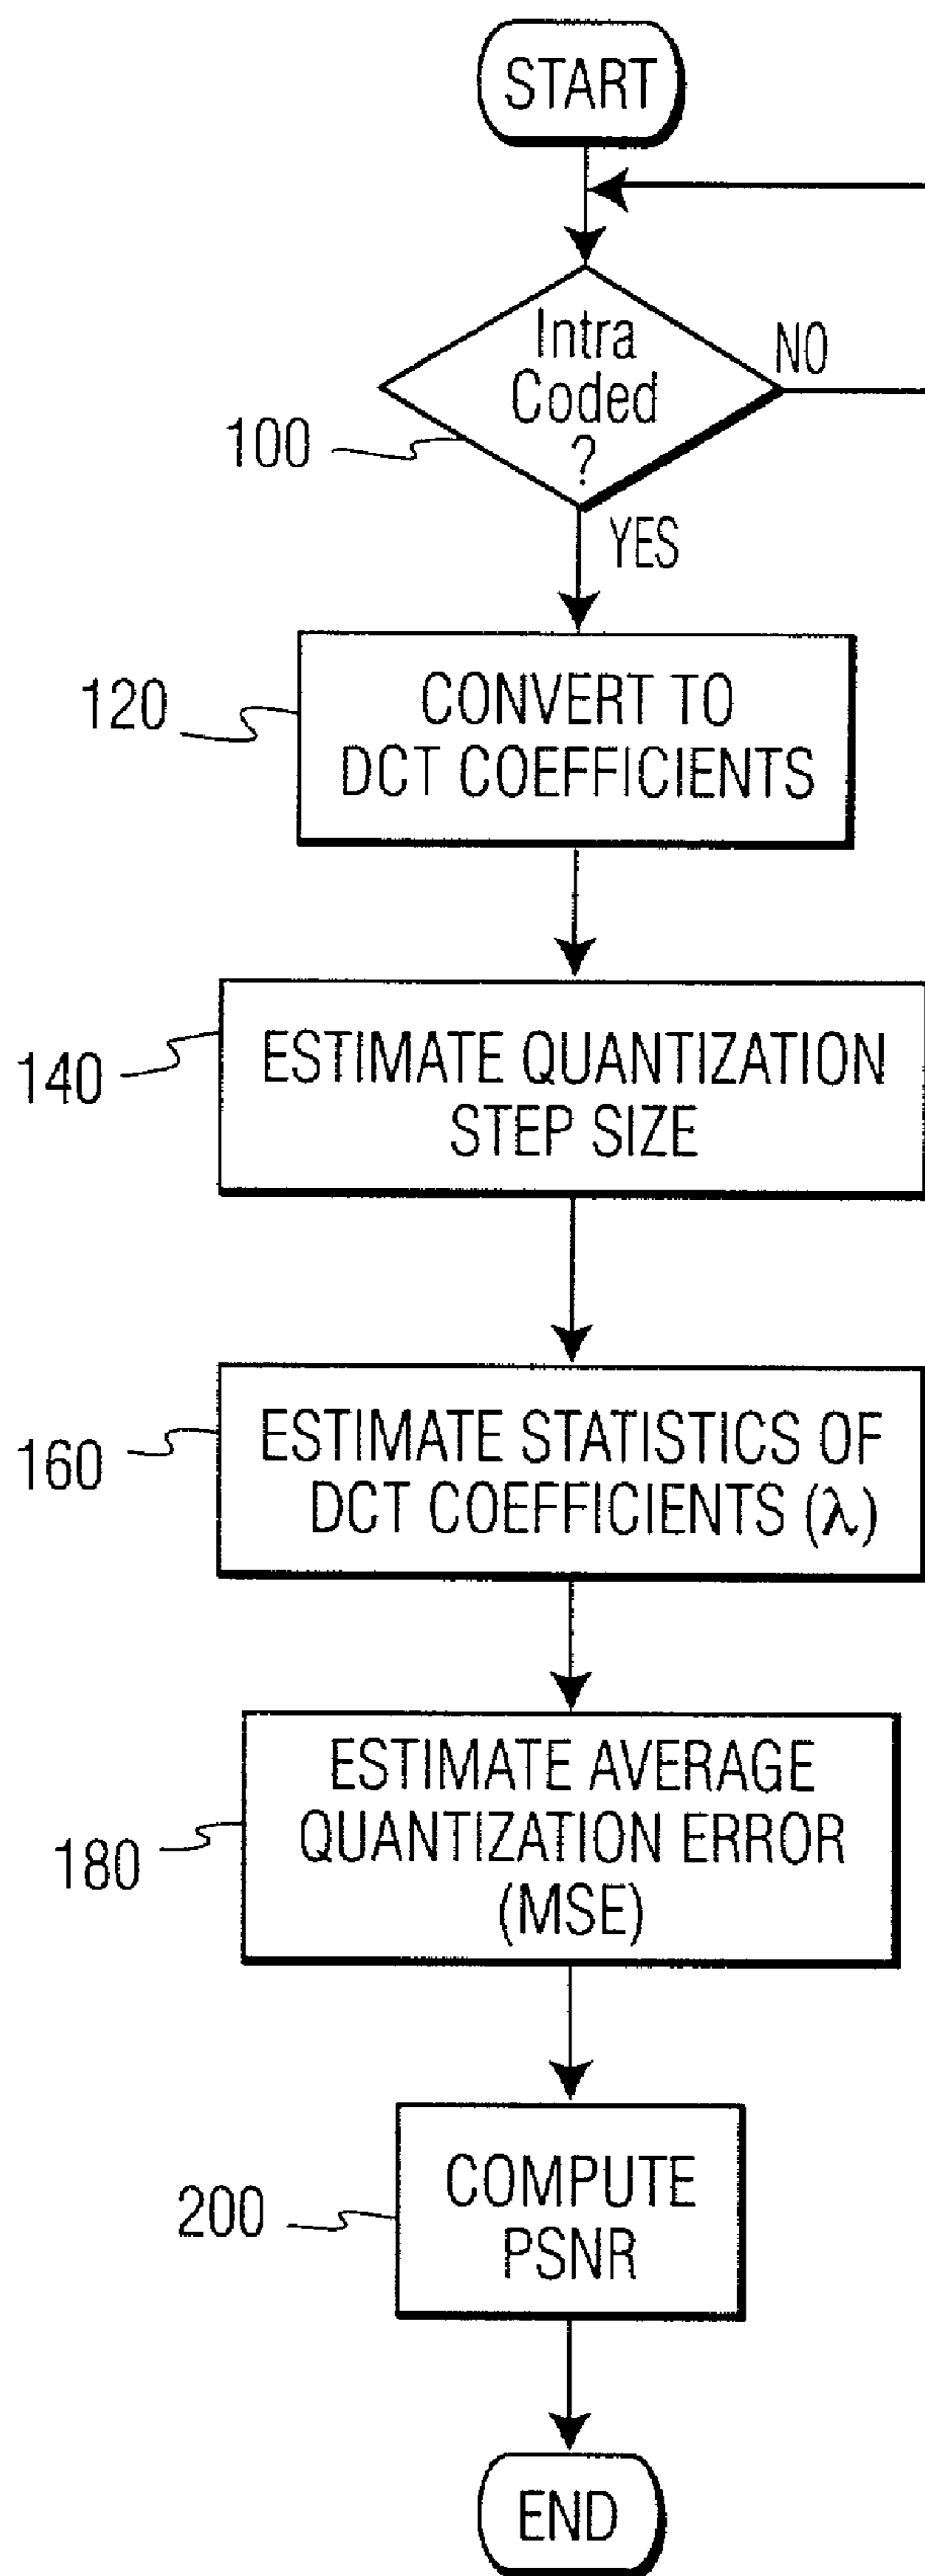 START
Intra
Coded
?
NO
100
YES
120
CONVERT TO
DCT COEFFICIENTS
140
ESTIMATE QUANTIZATION
STEP SIZE
160
ESTIMATE STATISTICS OF
DCT COEFFICIENTS (λ)
180
ESTIMATE AVERAGE
QUANTIZATION ERROR
(MSE)
200
COMPUTE
PSNR
END